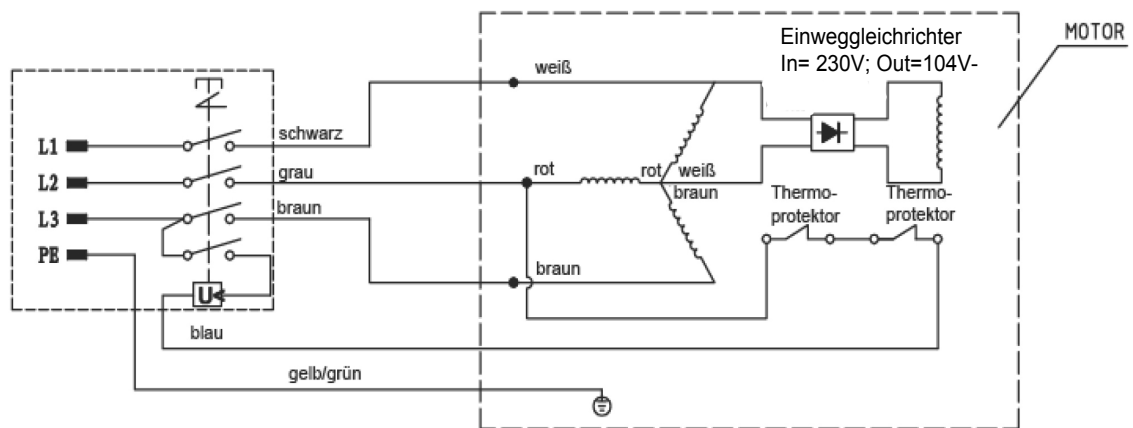 Einweggleichrichter
In= 230V; Out=104V-
MOTOR
weiß
schwarz
L1
L2
grau
rot
rot
weiß
braun
L3
braun
Thermo-
protektor
Thermo-
protektor
PE
braun
U<
blau
gelb/grün